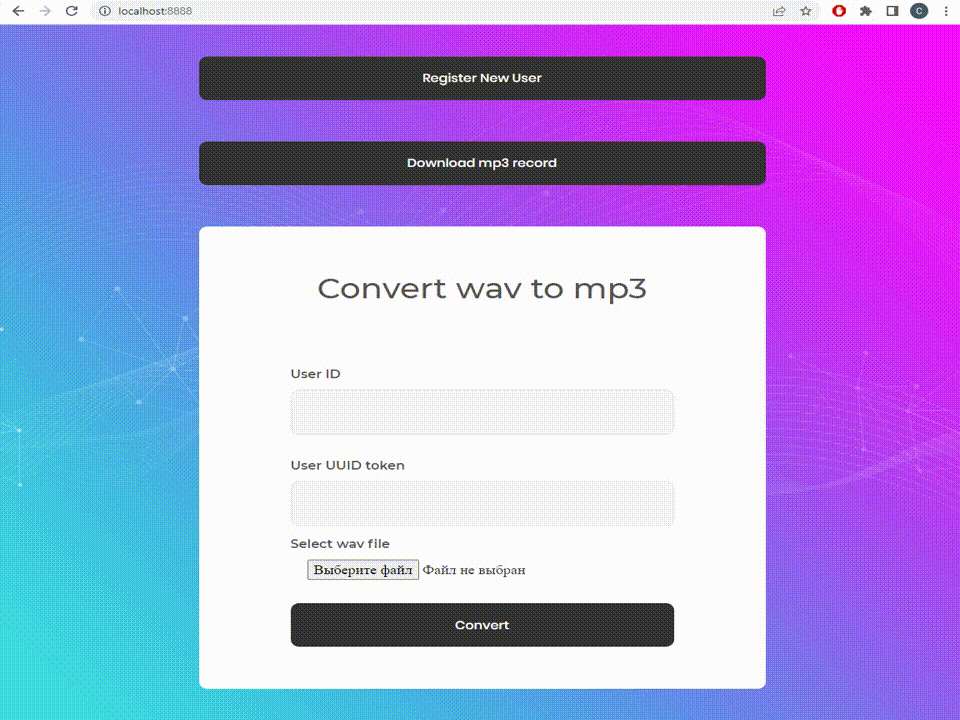 localhost:8888
C
Register New User
Download mp3 record
Convert wav to mp3
User ID
User UUID token
Select wav file
Выберите файл Файл не выбран
Convert